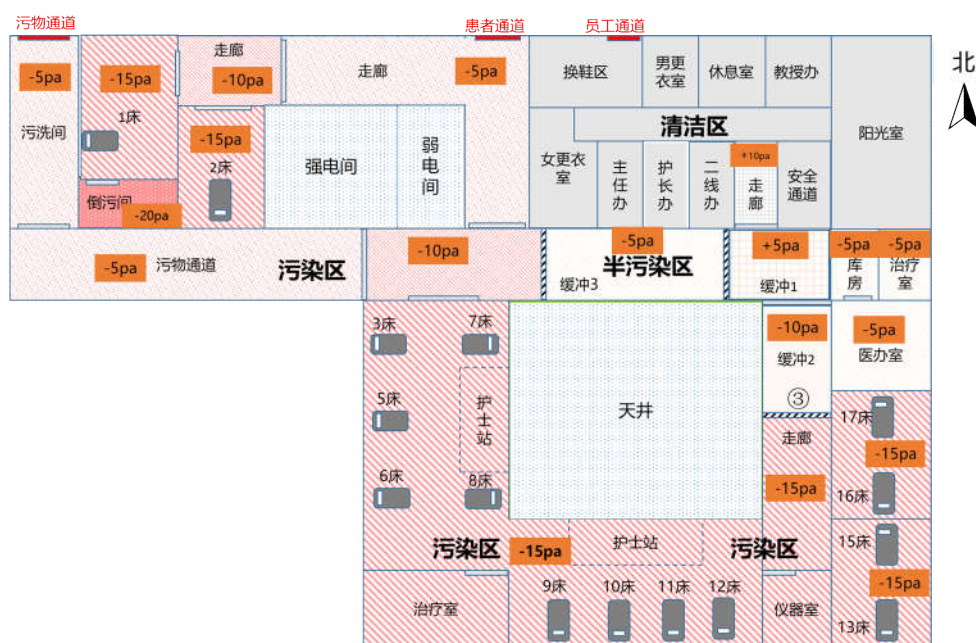 污物通道
患者通道
员工通道
北
-5pa
-15pa
走廊
-10pa
走廊
-5pa
换鞋区
男更
衣室
休息室
教授办
污洗间
1床
-15pa
2床
强电间
弱
电
间
清洁区
阳光室
女更衣
室
主
任
办
护
长
办
二
线
办
+10pa
走
廊
安全
通道
倒污间
-20pa
-5pa
污物通道
污染区
-10pa
-5pa
半污染区
缓冲3
+5pa
缓冲1
-5pa
库
房
-5pa
治疗
室
3床
7床
-10pa
缓冲2
③
-5pa
医办室
5床
护
士
站
天井
17床
走廊
-15pa
6床
8床
-15pa
16床
污染区
-15pa
护士站
污染区
15床
9床
10床
11床
12床
-15pa
治疗室
仪器室
13床